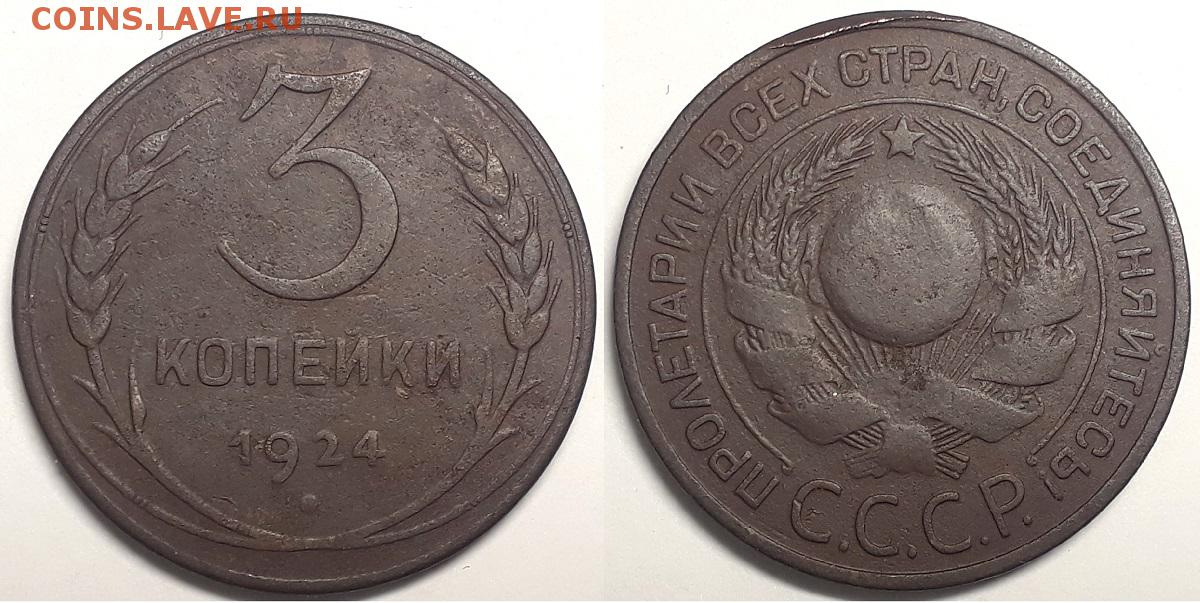 COINS.LAVE.RU
3
КОПЕЙКИ
1924
ПРОЛЕТАРИИ ВСЕХ СТРАН, СОЕДИНЯЙТЕСЬ!
С.С.С.Р.